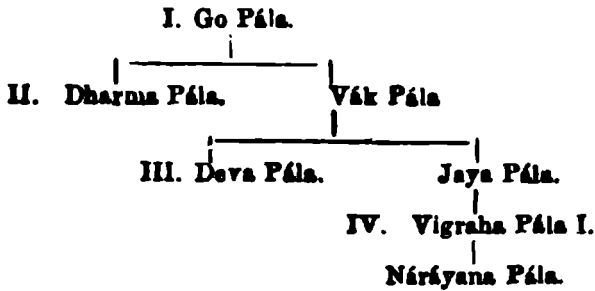 I. Go Pála.
II. Dharma Pála. Vák Pála
III. Deva Pála. Jaya Pála.
IV. Vigraha Pála I.
Náráyana Pála.